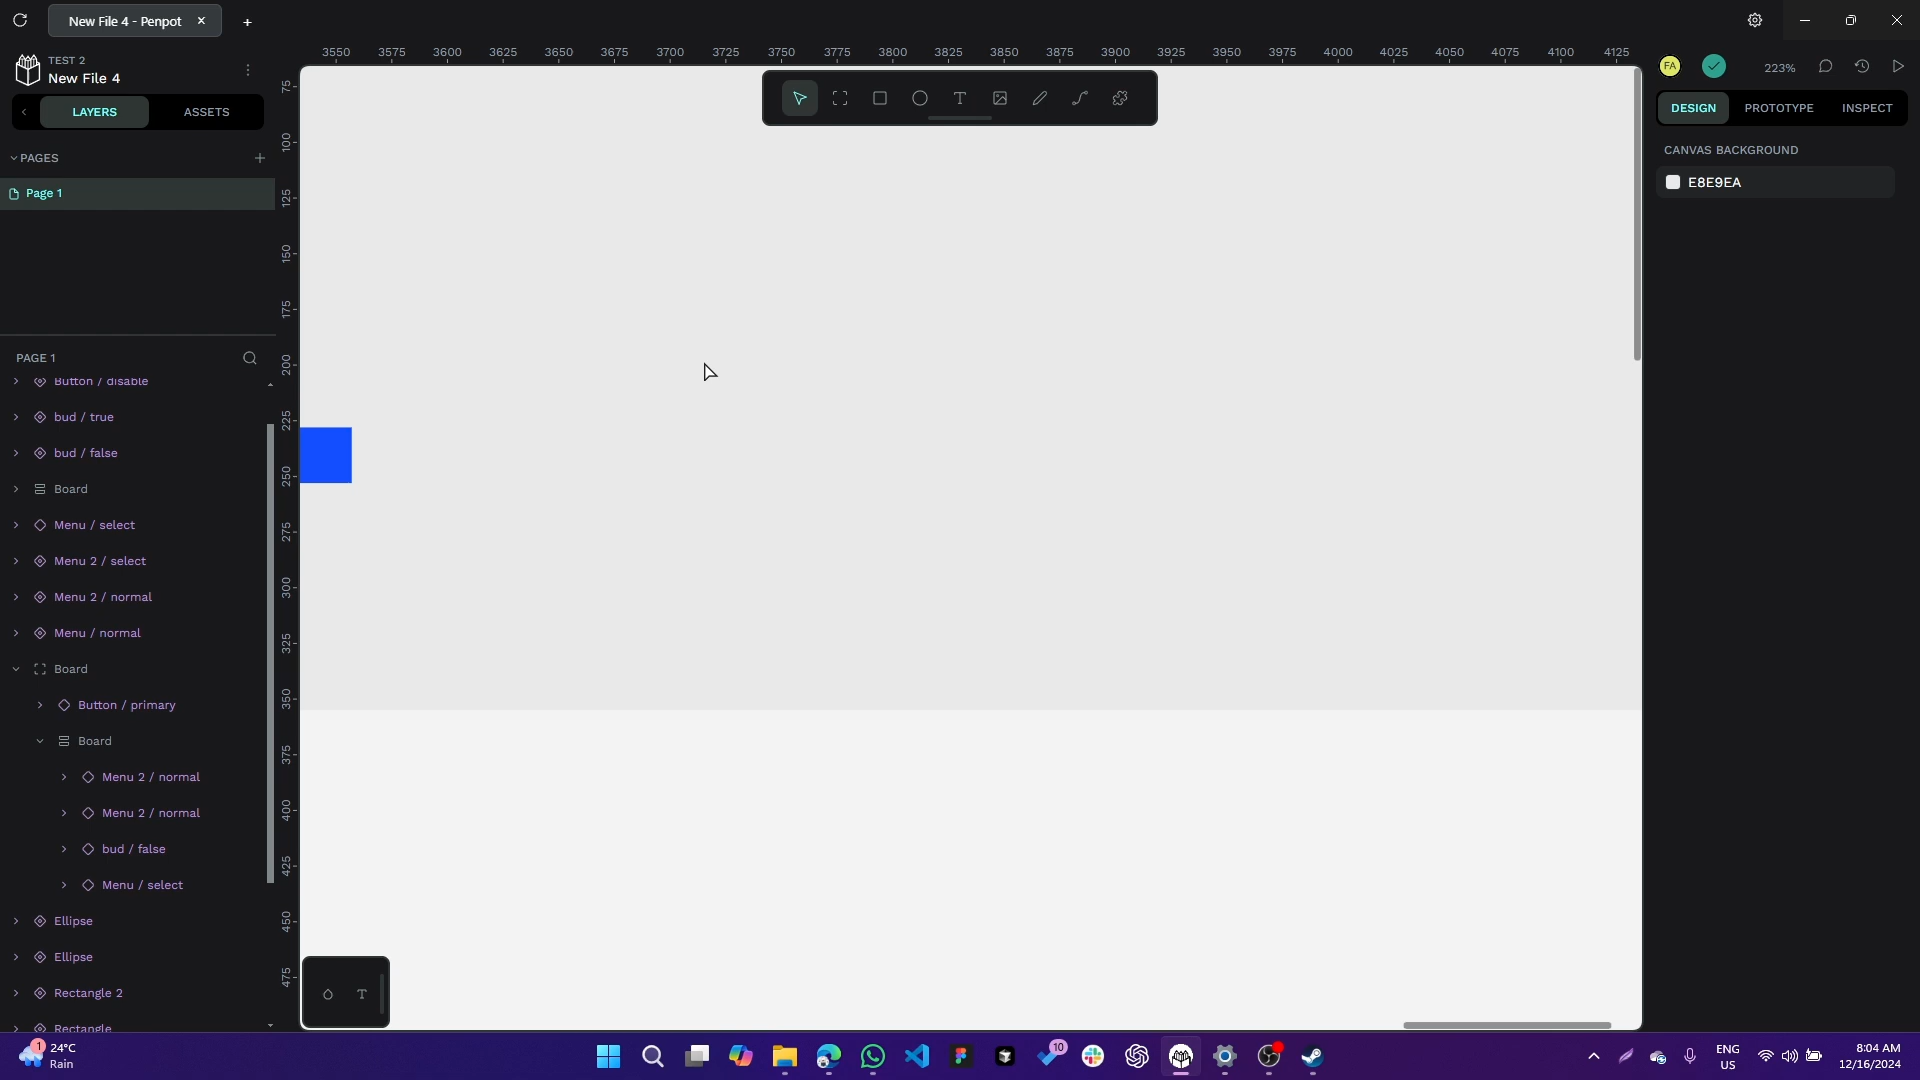 New File 4 - Penpot
TEST 2
New File 4
LAYERS
ASSETS
PAGES
Page 1
PAGE 1
Button / disable
bud / true
bud / false
Board
Menu / select
Menu 2 / select
Menu 2 / normal
Menu / normal
Board
Button / primary
Board
Menu 2 / normal
Menu 2 / normal
bud / false
Menu / select
Ellipse
Ellipse
Rectangle 2
Rectangle
3550 3575 3600 3625 3650 3675 3700 3725 3750 3775 3800 3825 3850 3875 3900 3925 3950 3975 4000 4025 4050 4075 4100 4125
75
100
125
150
175
200
225
250
275
300
325
350
375
400
425
450
475
T
T
FA
223%
DESIGN
PROTOTYPE
INSPECT
CANVAS BACKGROUND
E8E9EA
1
24°C
Rain
10
ENG
US
8:04 AM
12/16/2024